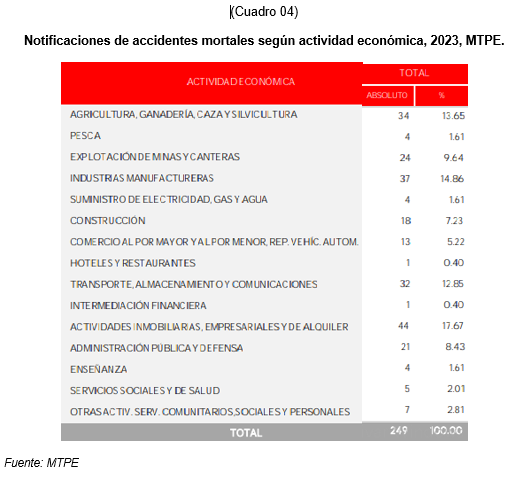 (Cuadro 04)
Notificaciones de accidentes mortales según actividad económica, 2023, MTPE.
ACTIVIDAD ECONÓMICA TOTAL
ABSOLUTO %
AGRICULTURA, GANADERÍA, CAZA Y SILVICULTURA 34 13.65
PESCA 4 1.61
EXPLOTACIÓN DE MINAS Y CANTERAS 24 9.64
INDUSTRIAS MANUFACTURERAS 37 14.86
SUMINISTRO DE ELECTRICIDAD, GAS Y AGUA 4 1.61
CONSTRUCCIÓN 18 7.23
COMERCIO AL POR MAYOR Y AL POR MENOR, REP. VEHÍC. AUTOM. 13 5.22
HOTELES Y RESTAURANTES 1 0.40
TRANSPORTE, ALMACENAMIENTO Y COMUNICACIONES 32 12.85
INTERMEDIACIÓN FINANCIERA 1 0.40
ACTIVIDADES INMOBILIARIAS, EMPRESARIALES Y DE ALQUILER 44 17.67
ADMINISTRACIÓN PÚBLICA Y DEFENSA 21 8.43
ENSEÑANZA 4 1.61
SERVICIOS SOCIALES Y DE SALUD 5 2.01
OTRAS ACTIV. SERV. COMUNITARIOS, SOCIALES Y PERSONALES 7 2.81
TOTAL 249 100.00
Fuente: MTPE